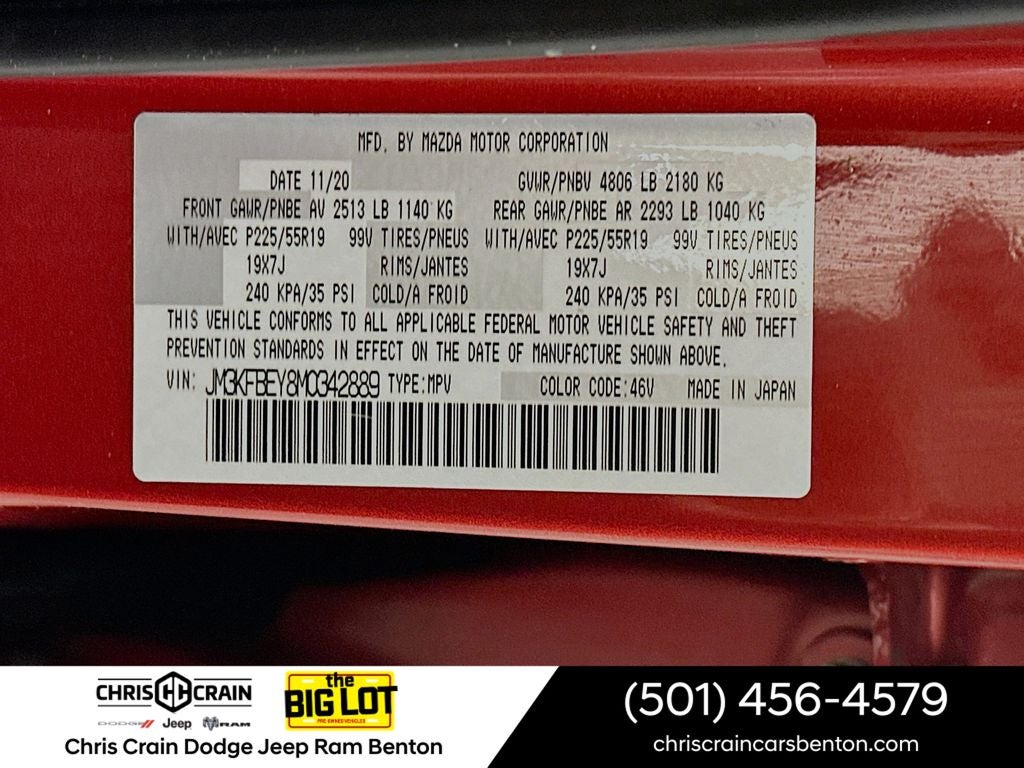 MFD. BY MAZDA MOTOR CORPORATION
DATE 11/20 GVWR/PNBV 4806 LB 2180 KG
FRONT GAWR/PNBE AV 2513 LB 1140 KG REAR GAWR/PNBE AR 2293 LB 1040 KG
WITH/AVEC P225/55R19 99V TIRES/PNEUS WITH/AVEC P225/55R19 99V TIRES/PNEUS
19X7J RIMS/JANTES 19X7J RIMS/JANTES
240 KPA/35 PSI COLD/A FROID 240 KPA/35 PSI COLD/A FROID
THIS VEHICLE CONFORMS TO ALL APPLICABLE FEDERAL MOTOR VEHICLE SAFETY AND THEFT
PREVENTION STANDARDS IN EFFECT ON THE DATE OF MANUFACTURE SHOWN ABOVE.
VIN: JM3KFBEY8M0342889 TYPE:MPV COLOR CODE:46V MADE IN JAPAN
CHRIS CRAIN
DODGE Jeep RAM
the
BIG LOT
PRE-OWNED VEHICLES
Chris Crain Dodge Jeep Ram Benton
(501) 456-4579
chriscraincarsbenton.com